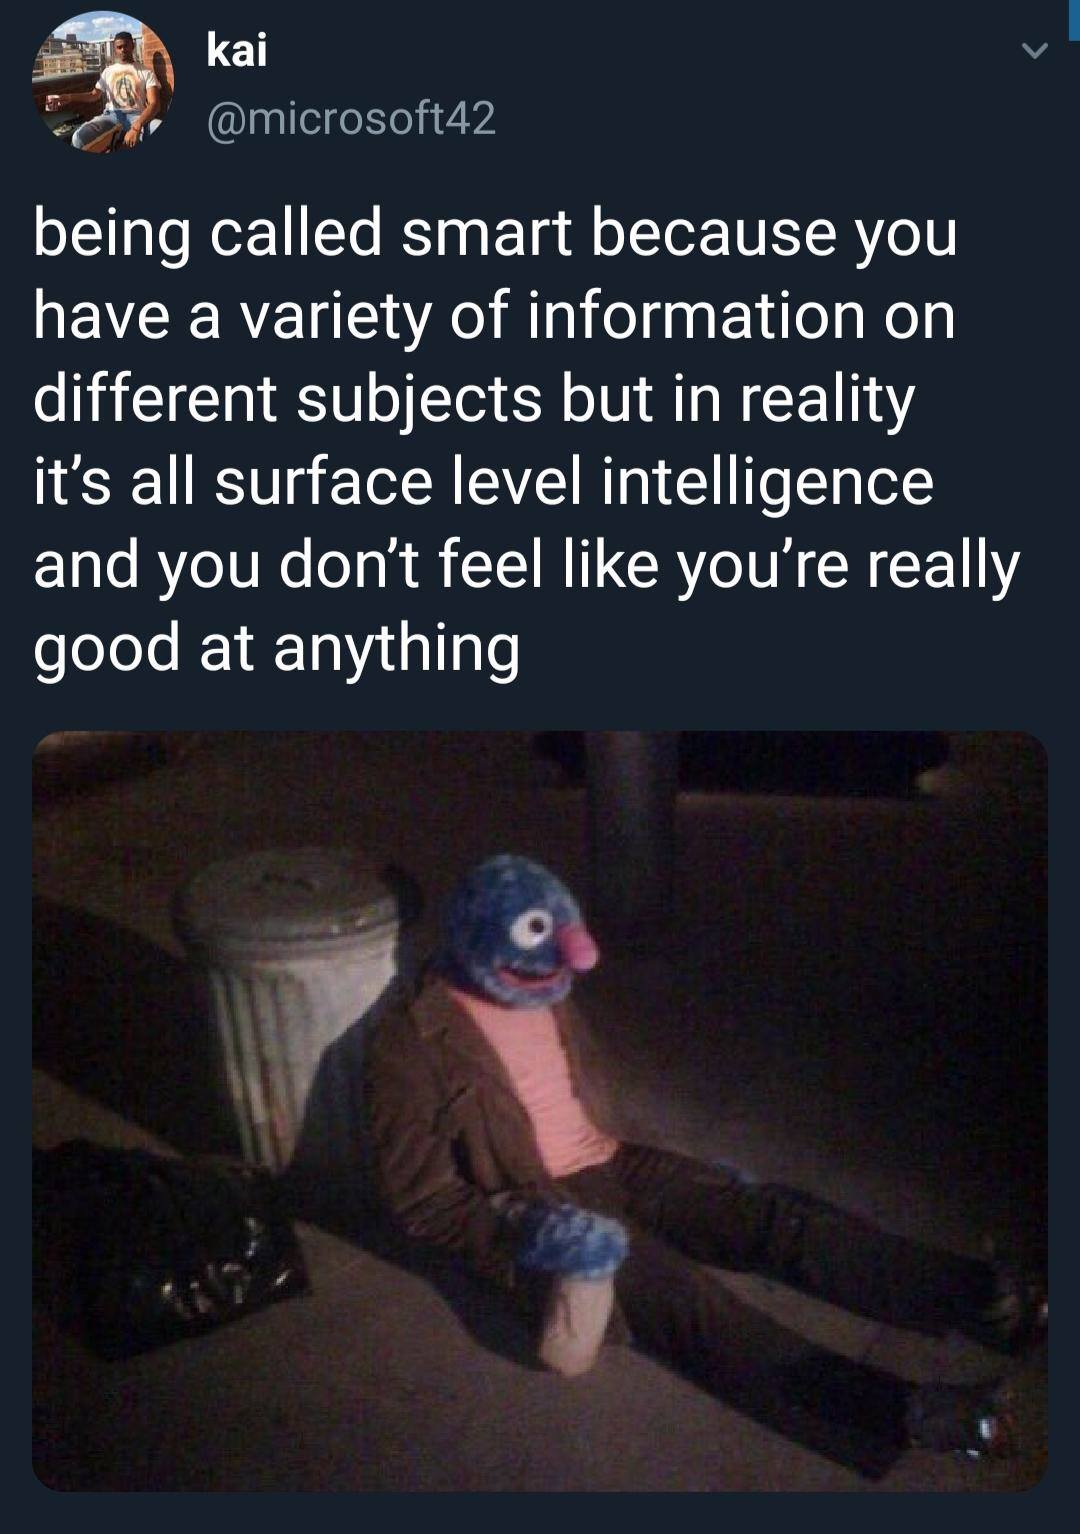 kai
@microsoft42
being called smart because you
have a variety of information on
different subjects but in reality
it’s all surface level intelligence
and you don’t feel like you’re really
good at anything